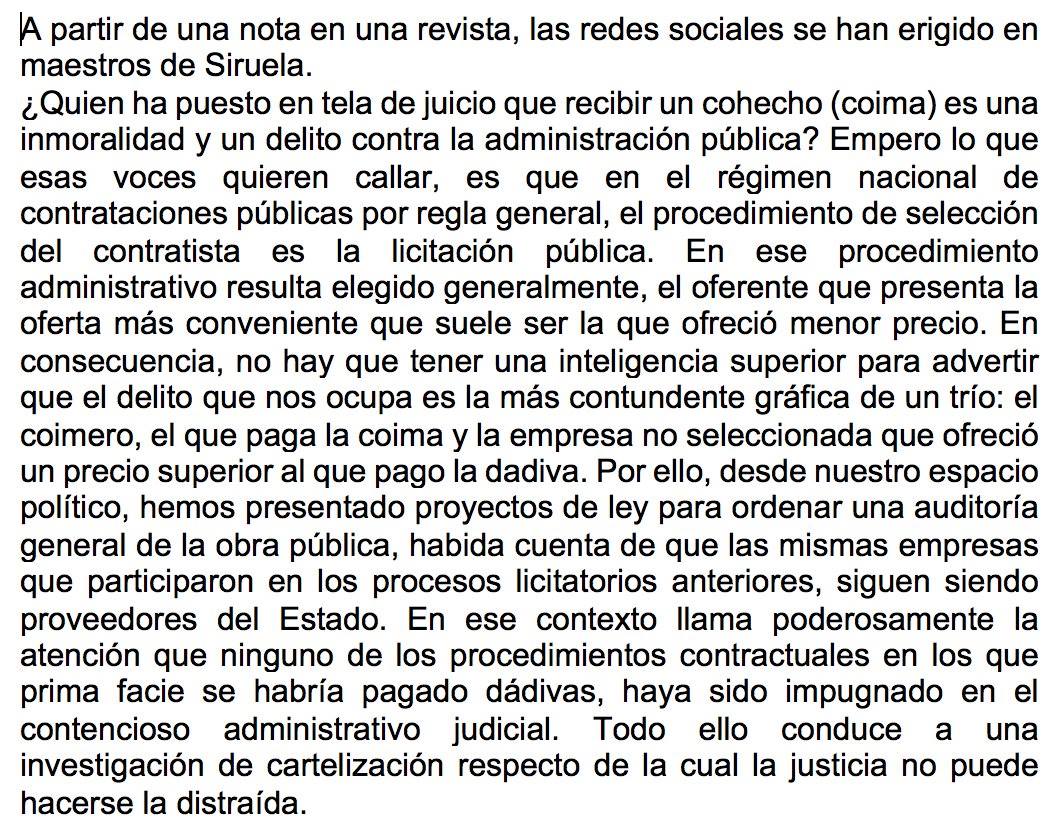 A partir de una nota en una revista, las redes sociales se han erigido en
maestros de Siruela.
¿Quien ha puesto en tela de juicio que recibir un cohecho (coima) es una
inmoralidad y un delito contra la administración pública? Empero lo que
esas voces quieren callar, es que en el régimen nacional de
contrataciones públicas por regla general, el procedimiento de selección
del contratista es la licitación pública. En ese procedimiento
administrativo resulta elegido generalmente, el oferente que presenta la
oferta más conveniente que suele ser la que ofreció menor precio. En
consecuencia, no hay que tener una inteligencia superior para advertir
que el delito que nos ocupa es la más contundente gráfica de un trío: el
coimero, el que paga la coima y la empresa no seleccionada que ofreció
un precio superior al que pago la dadiva. Por ello, desde nuestro espacio
político, hemos presentado proyectos de ley para ordenar una auditoría
general de la obra pública, habida cuenta de que las mismas empresas
que participaron en los procesos licitatorios anteriores, siguen siendo
proveedores del Estado. En ese contexto llama poderosamente la
atención que ninguno de los procedimientos contractuales en los que
prima facie se habría pagado dádivas, haya sido impugnado en el
contencioso administrativo judicial. Todo ello conduce a una
investigación de cartelización respecto de la cual la justicia no puede
hacerse la distraída.